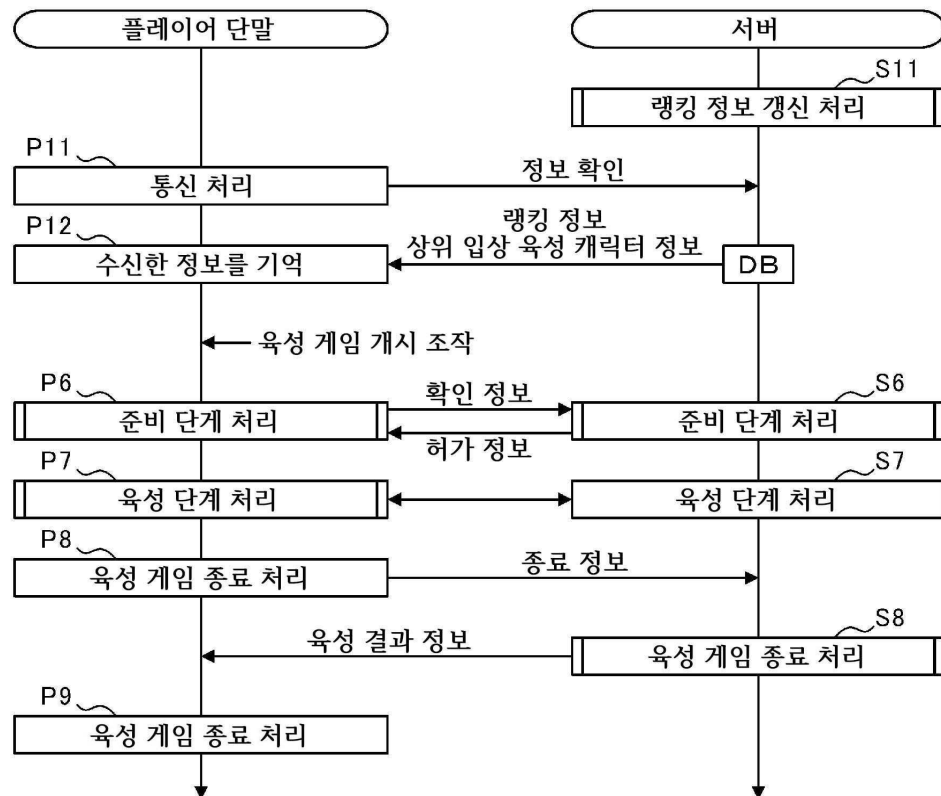 플레이어 단말
서버
S11
랭킹 정보 갱신 처리
P11
통신 처리
정보 확인
P12
랭킹 정보
수신한 정보를 기억
상위 입상 육성 캐릭터 정보
DB
육성 게임 개시 조작
P6
확인 정보
S6
준비 단계 처리
준비 단계 처리
허가 정보
P7
S7
육성 단계 처리
육성 단계 처리
P8
종료 정보
육성 게임 종료 처리
S8
육성 결과 정보
육성 게임 종료 처리
P9
육성 게임 종료 처리